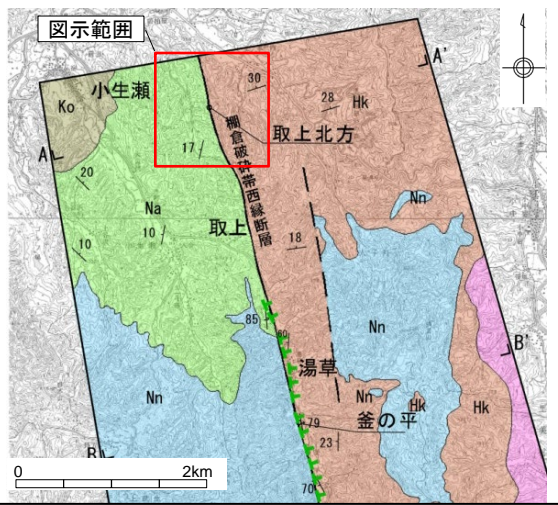 図示範囲
A'
小生瀬
Ko
30
28
Hk
取上北方
棚倉破砕帯西縁断層
17
A
20
Na
Nn
取上
10
10
18
85
80
Nn
湯草
B'
Nn
Nn
Hk
Hk
79
釜の平
23
B
70
0
2km